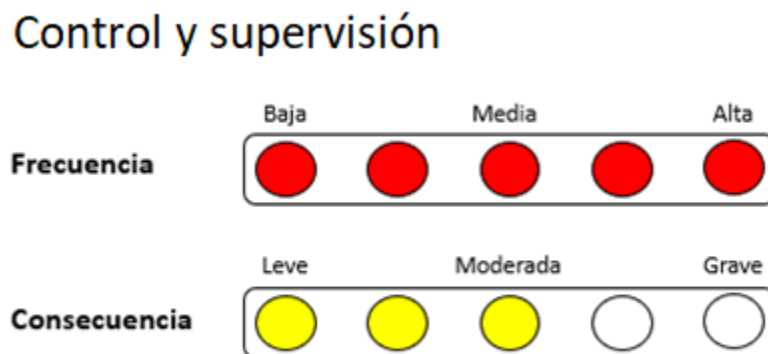 Control y supervisión
Baja Media Alta
Frecuencia
Leve Moderada Grave
Consecuencia